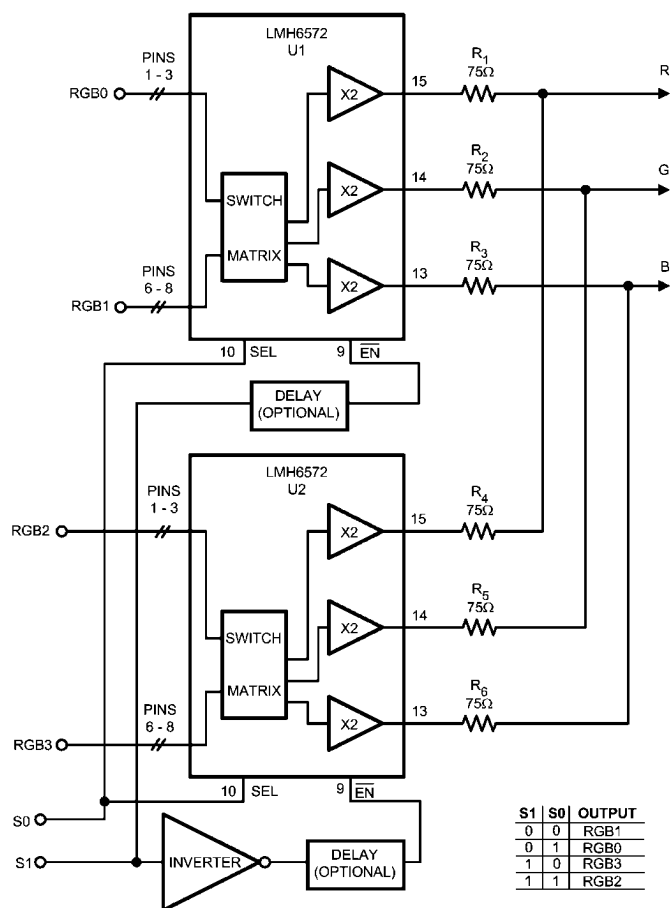 LMH6572
U1
PINS
1 - 3
RGB0
X2
15
R1
75Ω
R
X2
14
R2
75Ω
G
SWITCH
MATRIX
PINS
6 - 8
RGB1
X2
13
R3
75Ω
B
10 SEL
9 EN
DELAY
(OPTIONAL)
LMH6572
U2
PINS
1 - 3
RGB2
X2
15
R4
75Ω
X2
14
R5
75Ω
SWITCH
MATRIX
PINS
6 - 8
RGB3
X2
13
R6
75Ω
10 SEL
9 EN
S0
S1
INVERTER
DELAY
(OPTIONAL)
S1 S0 OUTPUT
0 0 RGB1
0 1 RGB0
1 0 RGB3
1 1 RGB2